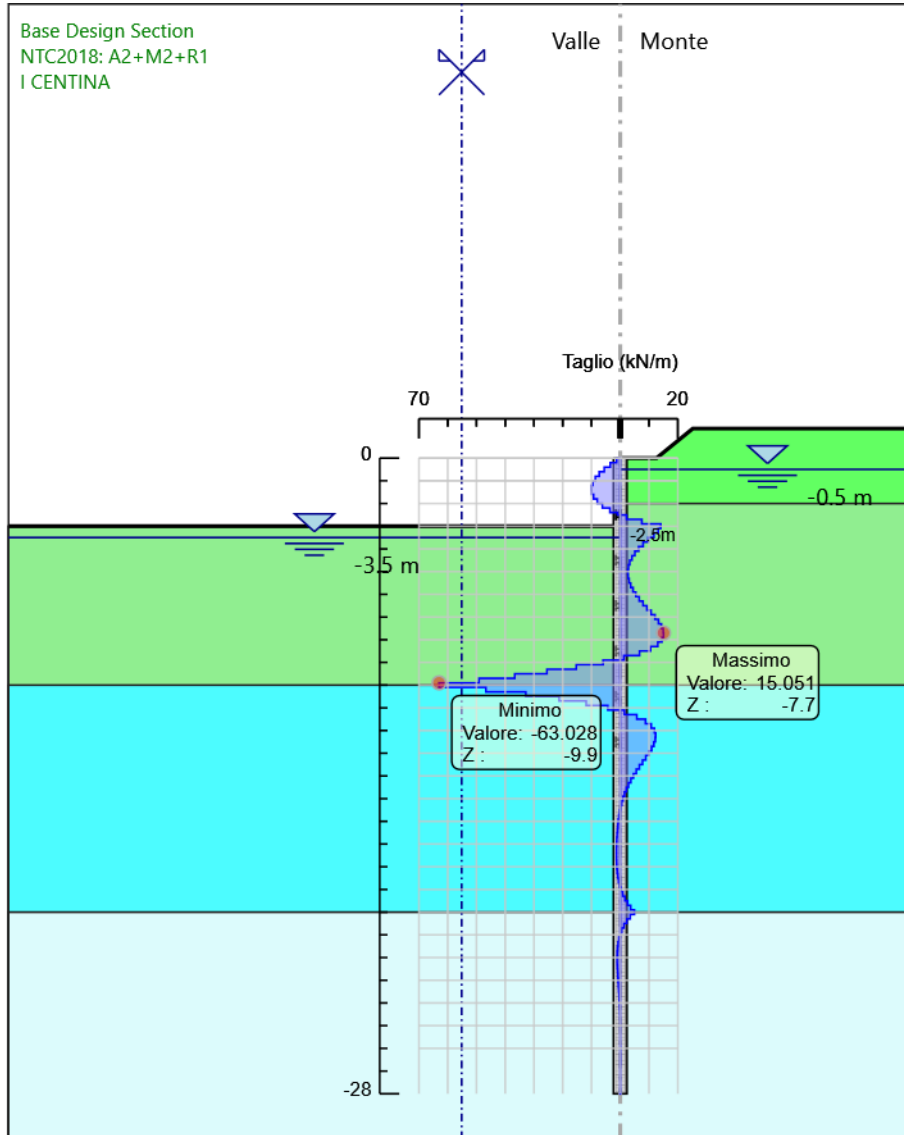 Base Design Section
NTC2018: A2+M2+R1
I CENTINA
Valle
Monte
Taglio (kN/m)
70
20
0
-0.5 m
-2.5m
-3.5 m
Massimo
Valore: 15.051
Z : -7.7
Minimo
Valore: -63.028
Z : -9.9
-28